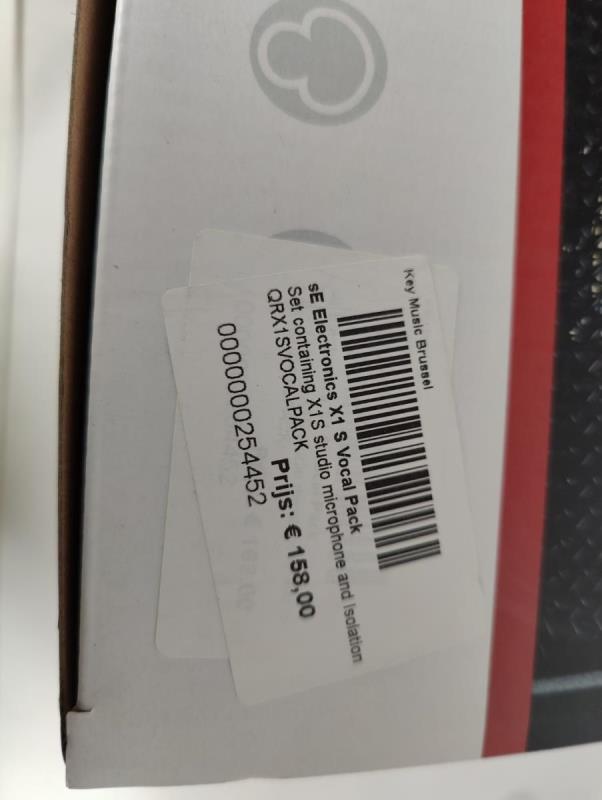 Key Music Brussel
sE Electronics X1 S Vocal Pack
Set containing X1S studio microphone and Isolation
QRX1SVOCALPACK
Prijs: € 158,00
0000000254452